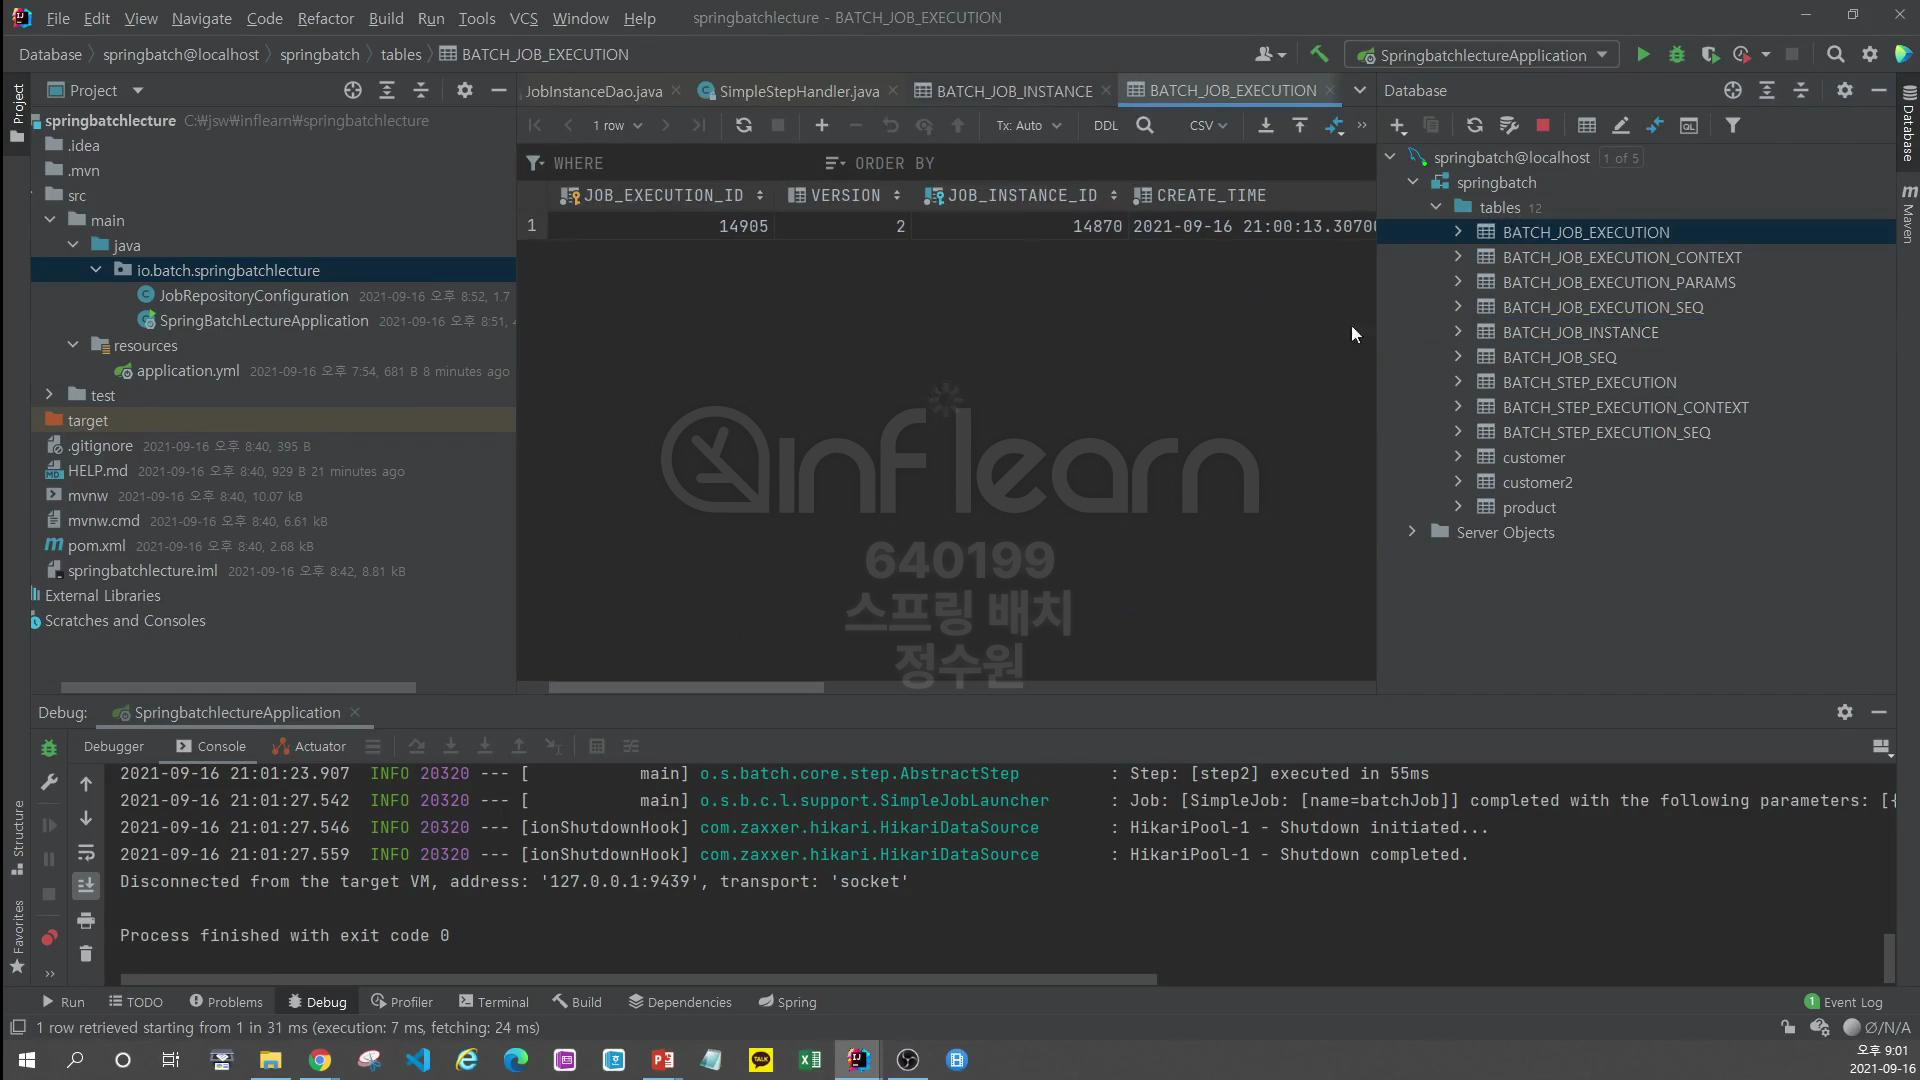 File Edit View Navigate Code Refactor Build Run Tools VCS Window Help springbatchlecture - BATCH_JOB_EXECUTION
Database springbatch@localhost springbatch tables BATCH_JOB_EXECUTION SpringbatchlectureApplication
Project
springbatchlecture C:₩jsw₩inflearn₩springbatchlecture
.idea
.mvn
src
main
java
io.batch.springbatchlecture
JobRepositoryConfiguration 2021-09-16 오후 8:52, 1.7
SpringBatchLectureApplication 2021-09-16 오후 8:51,
resources
application.yml 2021-09-16 오후 7:54, 681 B 8 minutes ago
test
target
.gitignore 2021-09-16 오후 8:40, 395 B
HELP.md 2021-09-16 오후 8:40, 929 B 21 minutes ago
mvnw 2021-09-16 오후 8:40, 10.07 kB
mvnw.cmd 2021-09-16 오후 8:40, 6.61 kB
pom.xml 2021-09-16 오후 8:40, 2.68 kB
springbatchlecture.iml 2021-09-16 오후 8:42, 8.81 kB
External Libraries
Scratches and Consoles
JobInstanceDao.java SimpleStepHandler.java BATCH_JOB_INSTANCE BATCH_JOB_EXECUTION
1 row Tx: Auto DDL CSV
WHERE ORDER BY
JOB_EXECUTION_ID VERSION JOB_INSTANCE_ID CREATE_TIME
1 14905 2 14870 2021-09-16 21:00:13.30700
inflearn
640199
스프링 배치
정수원
Database
springbatch@localhost 1 of 5
springbatch
tables 12
BATCH_JOB_EXECUTION
BATCH_JOB_EXECUTION_CONTEXT
BATCH_JOB_EXECUTION_PARAMS
BATCH_JOB_EXECUTION_SEQ
BATCH_JOB_INSTANCE
BATCH_JOB_SEQ
BATCH_STEP_EXECUTION
BATCH_STEP_EXECUTION_CONTEXT
BATCH_STEP_EXECUTION_SEQ
customer
customer2
product
Server Objects
Project
Structure
Favorites
Database
Maven
Debug: SpringbatchlectureApplication
Debugger Console Actuator
2021-09-16 21:01:23.907 INFO 20320 --- [ main] o.s.batch.core.step.AbstractStep : Step: [step2] executed in 55ms
2021-09-16 21:01:27.542 INFO 20320 --- [ main] o.s.b.c.l.support.SimpleJobLauncher : Job: [SimpleJob: [name=batchJob]] completed with the following parameters: [{
2021-09-16 21:01:27.546 INFO 20320 --- [ionShutdownHook] com.zaxxer.hikari.HikariDataSource : HikariPool-1 - Shutdown initiated...
2021-09-16 21:01:27.559 INFO 20320 --- [ionShutdownHook] com.zaxxer.hikari.HikariDataSource : HikariPool-1 - Shutdown completed.
Disconnected from the target VM, address: '127.0.0.1:9439', transport: 'socket'
Process finished with exit code 0
Run TODO Problems Debug Profiler Terminal Build Dependencies Spring 1 Event Log
1 row retrieved starting from 1 in 31 ms (execution: 7 ms, fetching: 24 ms) Ø/N/A
오후 9:01
2021-09-16